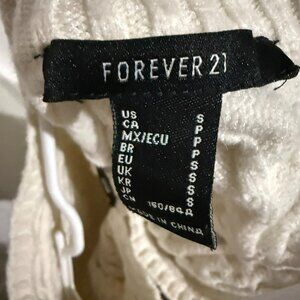 FOREVER 21
US S
CA P
MX/ECU P
BR P
EU S
UK S
KR S
JP S
CN 160/84A
MADE IN CHINA